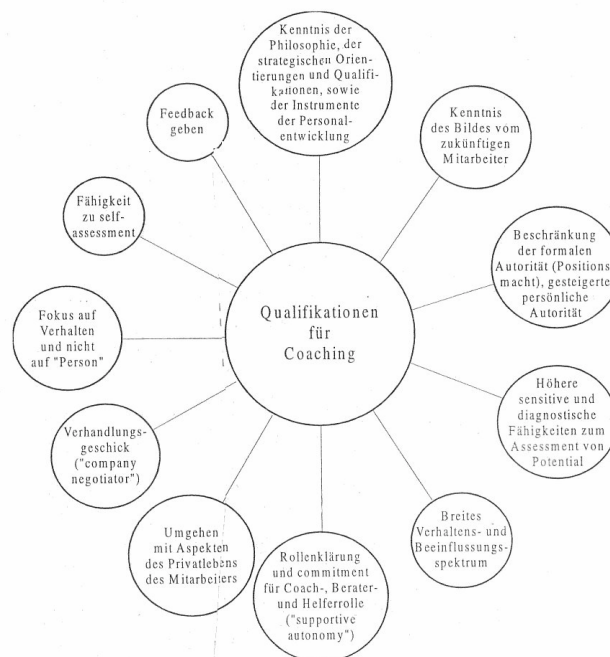 Kenntnis der
Philosophie, der
strategischen Orien-
tierungen und Qualifi-
kationen, sowie
der Instrumente
der Personal-
entwicklung
Kenntnis
des Bildes vom
zukünftigen
Mitarbeiter
Beschränkung
der formalen
Autorität (Positions
macht), gesteigerte
persönliche
Autorität
Höhere
sensitive und
diagnostische
Fähigkeiten zum
Assessment von
Potential
Breites
Verhaltens- und
Beeinflussungs-
spektrum
Rollenklärung
und commitment
für Coach-, Berater-
und Helferrolle
("supportive
autonomy")
Umgehen
mit Aspekten
des Privatlebens
des Mitarbeiters
Verhandlungs-
geschick
("company
negotiator")
Fokus auf
Verhalten
und nicht
auf "Person"
Fähigkeit
zu self-
assessment
Feedback
geben
Qualifikationen
für
Coaching